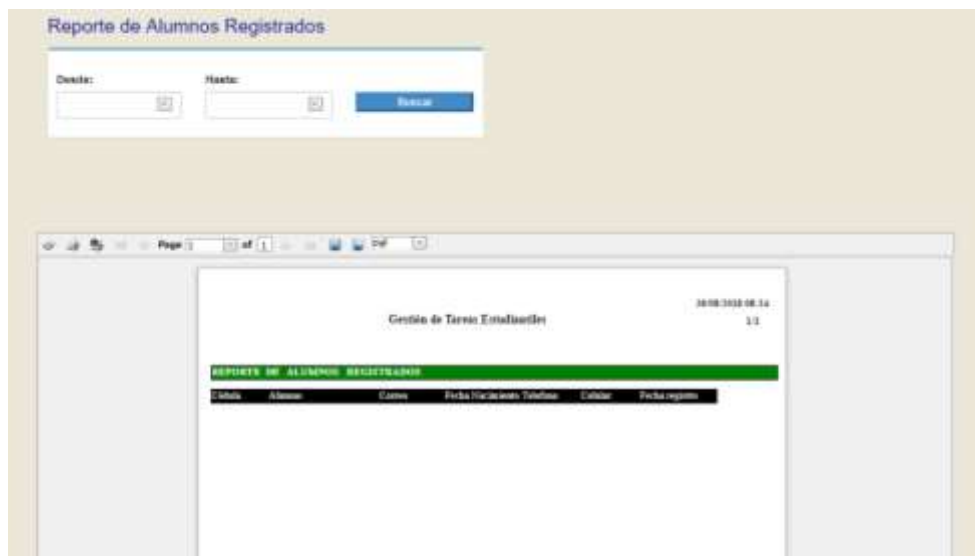 Reporte de Alumnos Registrados
Desde: Hasta:
Buscar
Page 1 of 1 Pdf
Gestión de Tareas Estudiantiles
1/1
REPORTE DE ALUMNOS REGISTRADOS
Cédula Alumno Correo Fecha Nacimiento Telefono Celular Fecha registro